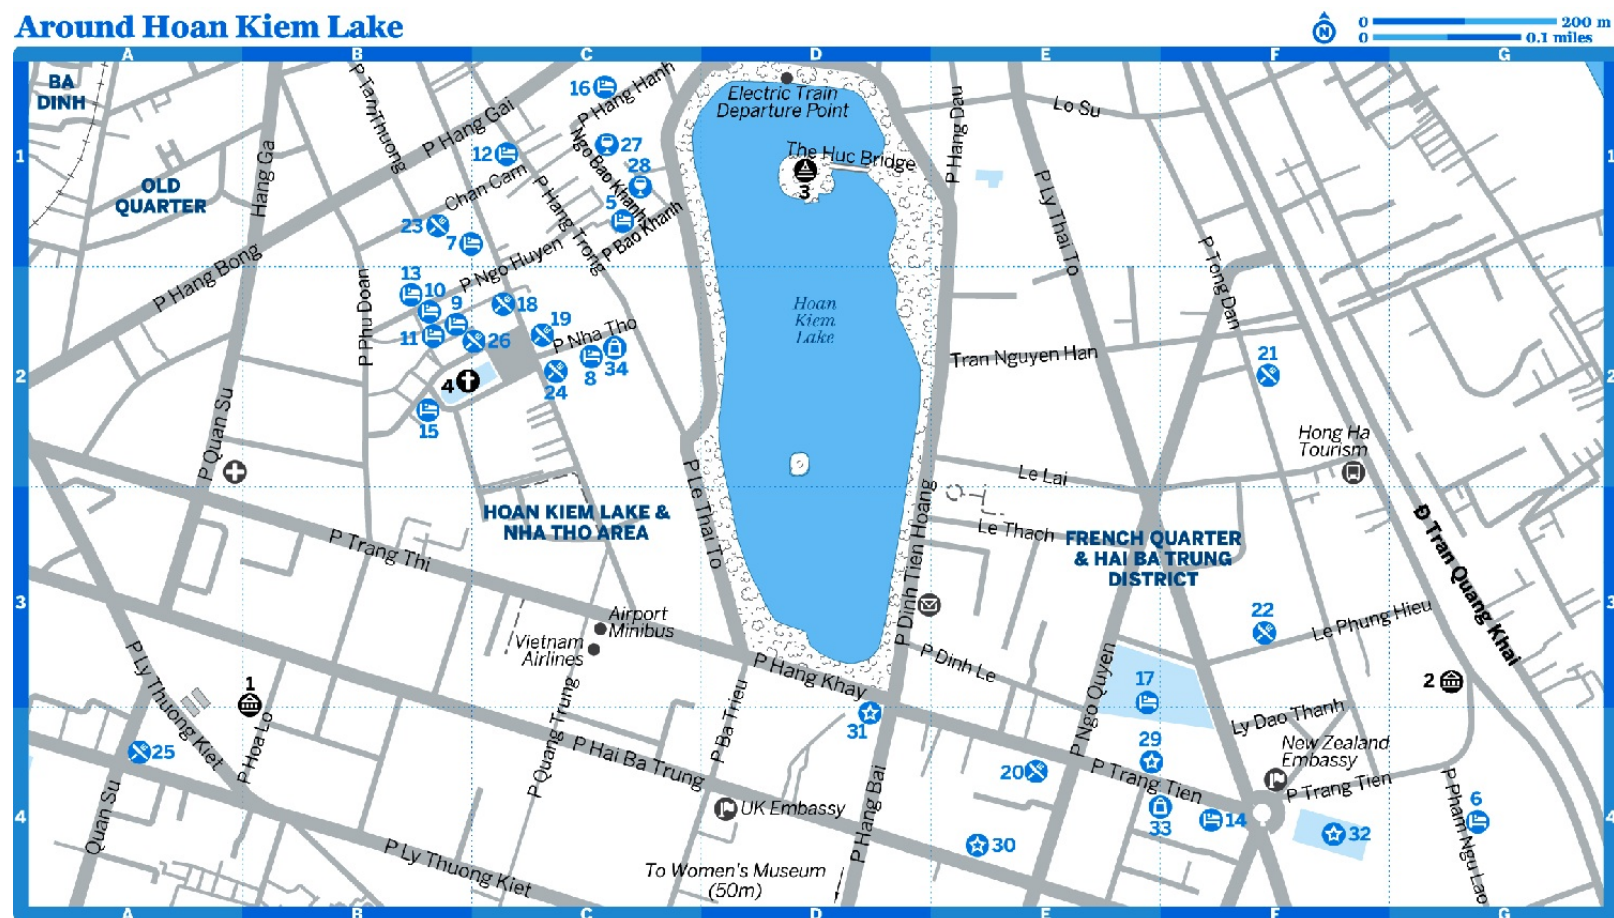 Around Hoan Kiem Lake
N
0
200 m
0
0.1 miles
A
B
C
D
E
F
G
1
2
3
4
1
2
3
4
A
B
C
D
E
F
G
BA
DINH
OLD
QUARTER
Hang Ga
P Tam Thuong
P Hang Gai
16
P Hang Hanh
27
28
Ngo Bao Khanh
5
P Bao Khanh
12
Chan Cam
P Hang Trong
23
7
P Ngo Huyen
P Hang Bong
P Phu Doan
13
10
9
11
26
18
19
P Nha Tho
24
8
34
4
15
P Quan Su
Electric Train
Departure Point
The Huc Bridge
3
Hoan
Kiem
Lake
P Hang Dau
Lo Su
P Ly Thai To
P Tong Dan
Tran Nguyen Han
21
Hong Ha
Tourism
Le Lai
Le Thach
HOAN KIEM LAKE &
NHA THO AREA
P Le Thai To
P Dinh Tien Hoang
FRENCH QUARTER
& HAI BA TRUNG
DISTRICT
Đ Tran Quang Khai
P Trang Thi
Airport
Minibus
Vietnam
Airlines
22
Le Phung Hieu
P Dinh Le
P Hang Khay
P Ngo Quyen
17
2
P Ly Thuong Kiet
1
P Hoa Lo
25
Quan Su
P Quang Trung
P Hai Ba Trung
P Ba Trieu
31
P Hang Bai
Ly Dao Thanh
New Zealand
Embassy
29
20
P Trang Tien
P Trang Tien
33
14
32
6
P Pham Ngu Lao
30
UK Embassy
P Ly Thuong Kiet
To Women's Museum
(50m)